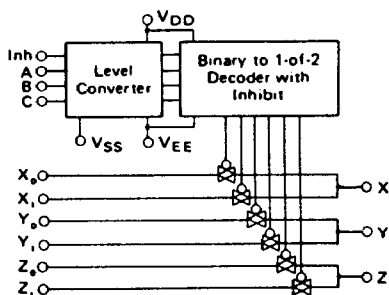 VDD
Inh
A
B
C
Level
Converter
Binary to 1-of-2
Decoder with
Inhibit
VSS
VEE
X0
X1
X
Y0
Y1
Y
Z0
Z1
Z